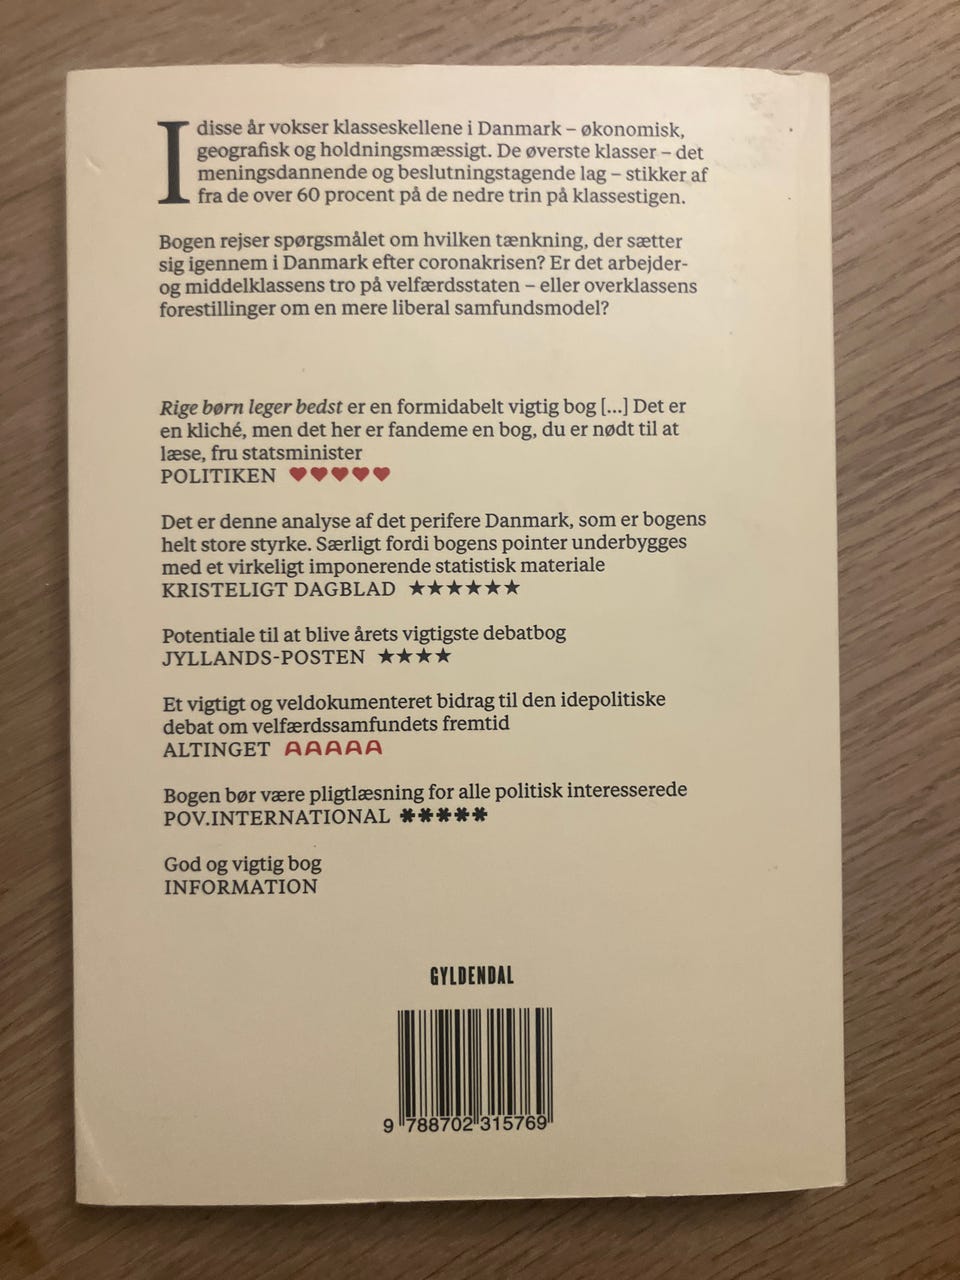 I disse år vokser klasseskellene i Danmark – økonomisk,
geografisk og holdningsmæssigt. De øverste klasser – det
meningsdannende og beslutningstagende lag – stikker af
fra de over 60 procent på de nedre trin på klassestigen.
Bogen rejser spørgsmålet om hvilken tænkning, der sætter
sig igennem i Danmark efter coronakrisen? Er det arbejder-
og middelklassens tro på velfærdsstaten – eller overklassens
forestillinger om en mere liberal samfundsmodel?
Rige børn leger bedst er en formidabelt vigtig bog [...] Det er
en kliché, men det her er fandeme en bog, du er nødt til at
læse, fru statsminister
POLITIKEN ♥♥♥♥♥
Det er denne analyse af det perifere Danmark, som er bogens
helt store styrke. Særligt fordi bogens pointer underbygges
med et virkeligt imponerende statistisk materiale
KRISTELIGT DAGBLAD ★★★★★★
Potentiale til at blive årets vigtigste debatbog
JYLLANDS-POSTEN ★★★★
Et vigtigt og veldokumenteret bidrag til den idepolitiske
debat om velfærdssamfundets fremtid
ALTINGET AAAAA
Bogen bør være pligtlæsning for alle politisk interesserede
POV.INTERNATIONAL ✱✱✱✱✱
God og vigtig bog
INFORMATION
GYLDENDAL
9 788702 315769